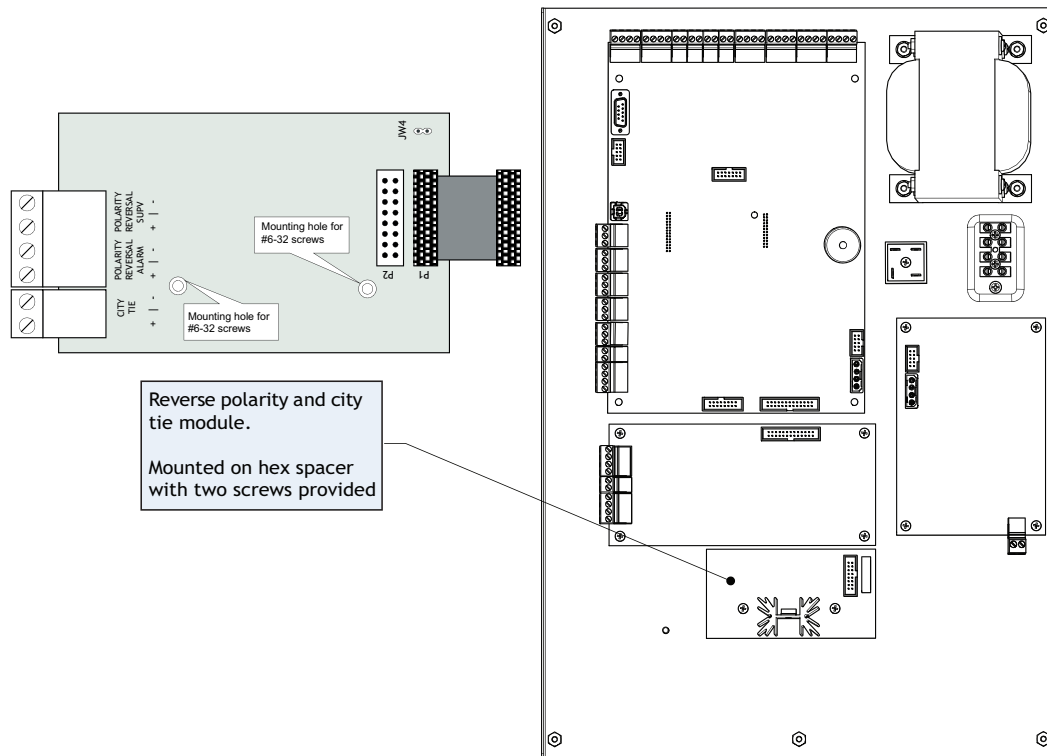 JW4
POLARITY
REVERSAL
SUPV
+ | -
POLARITY
REVERSAL
ALARM
+ | -
CITY
TIE
+ | -
Mounting hole for
#6-32 screws
Mounting hole for
#6-32 screws
P2
P1
Reverse polarity and city
tie module.
Mounted on hex spacer
with two screws provided